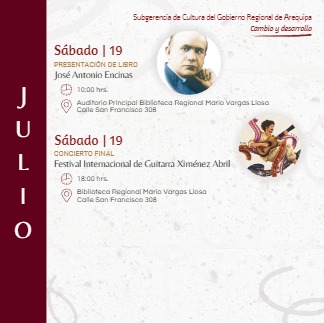 Subgerencia de Cultura del Gobierno Regional de Arequipa
Cambio y desarrollo
JULIO
Sábado | 19
PRESENTACIÓN DE LIBRO
José Antonio Encinas
10:00 hrs.
Auditorio Principal Biblioteca Regional Mario Vargas Llosa
Calle San Francisco 308
Sábado | 19
CONCIERTO FINAL
Festival Internacional de Guitarra Ximénez Abril
18:00 hrs.
Biblioteca Regional Mario Vargas Llosa
Calle San Francisco 308